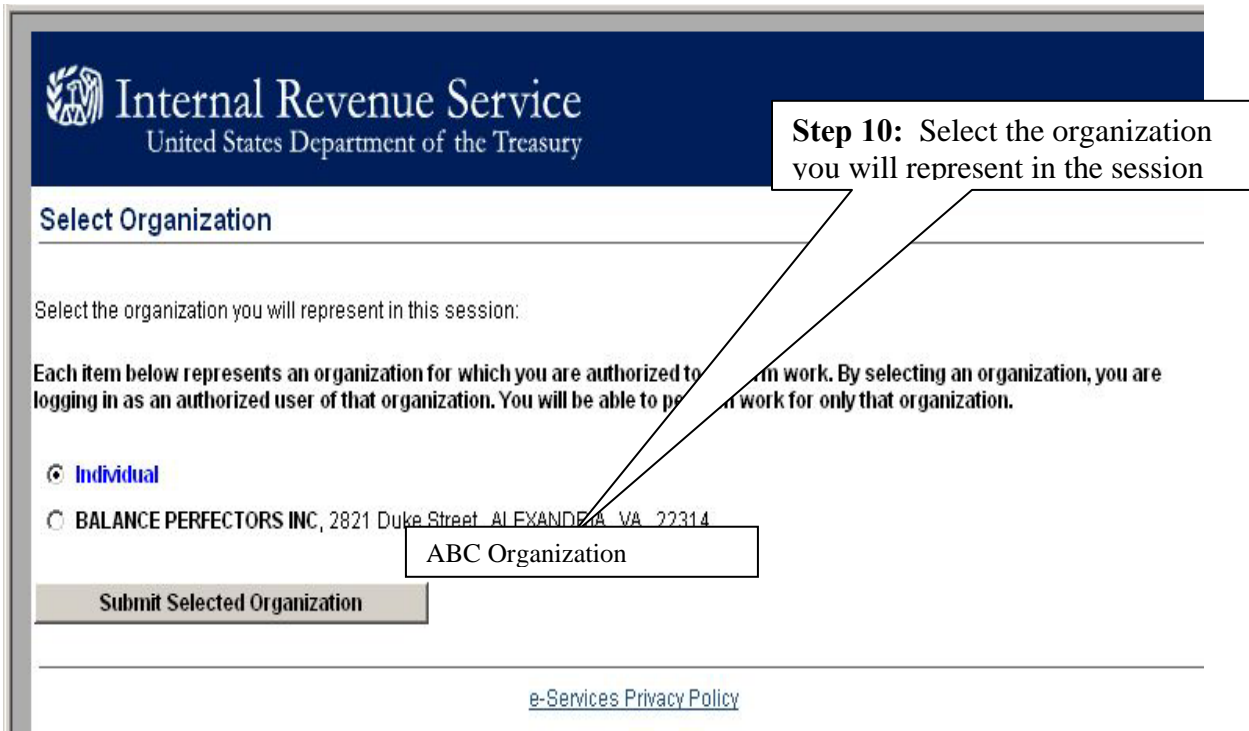 Internal Revenue Service
United States Department of the Treasury
Step 10: Select the organization
you will represent in the session
Select Organization
Select the organization you will represent in this session:
Each item below represents an organization for which you are authorized to work. By selecting an organization, you are
logging in as an authorized user of that organization. You will be able to work for only that organization.
Individual
BALANCE PERFECTORS INC, 2821 Duke Street, ALEXANDRIA, VA, 22314
ABC Organization
Submit Selected Organization
e-Services Privacy Policy